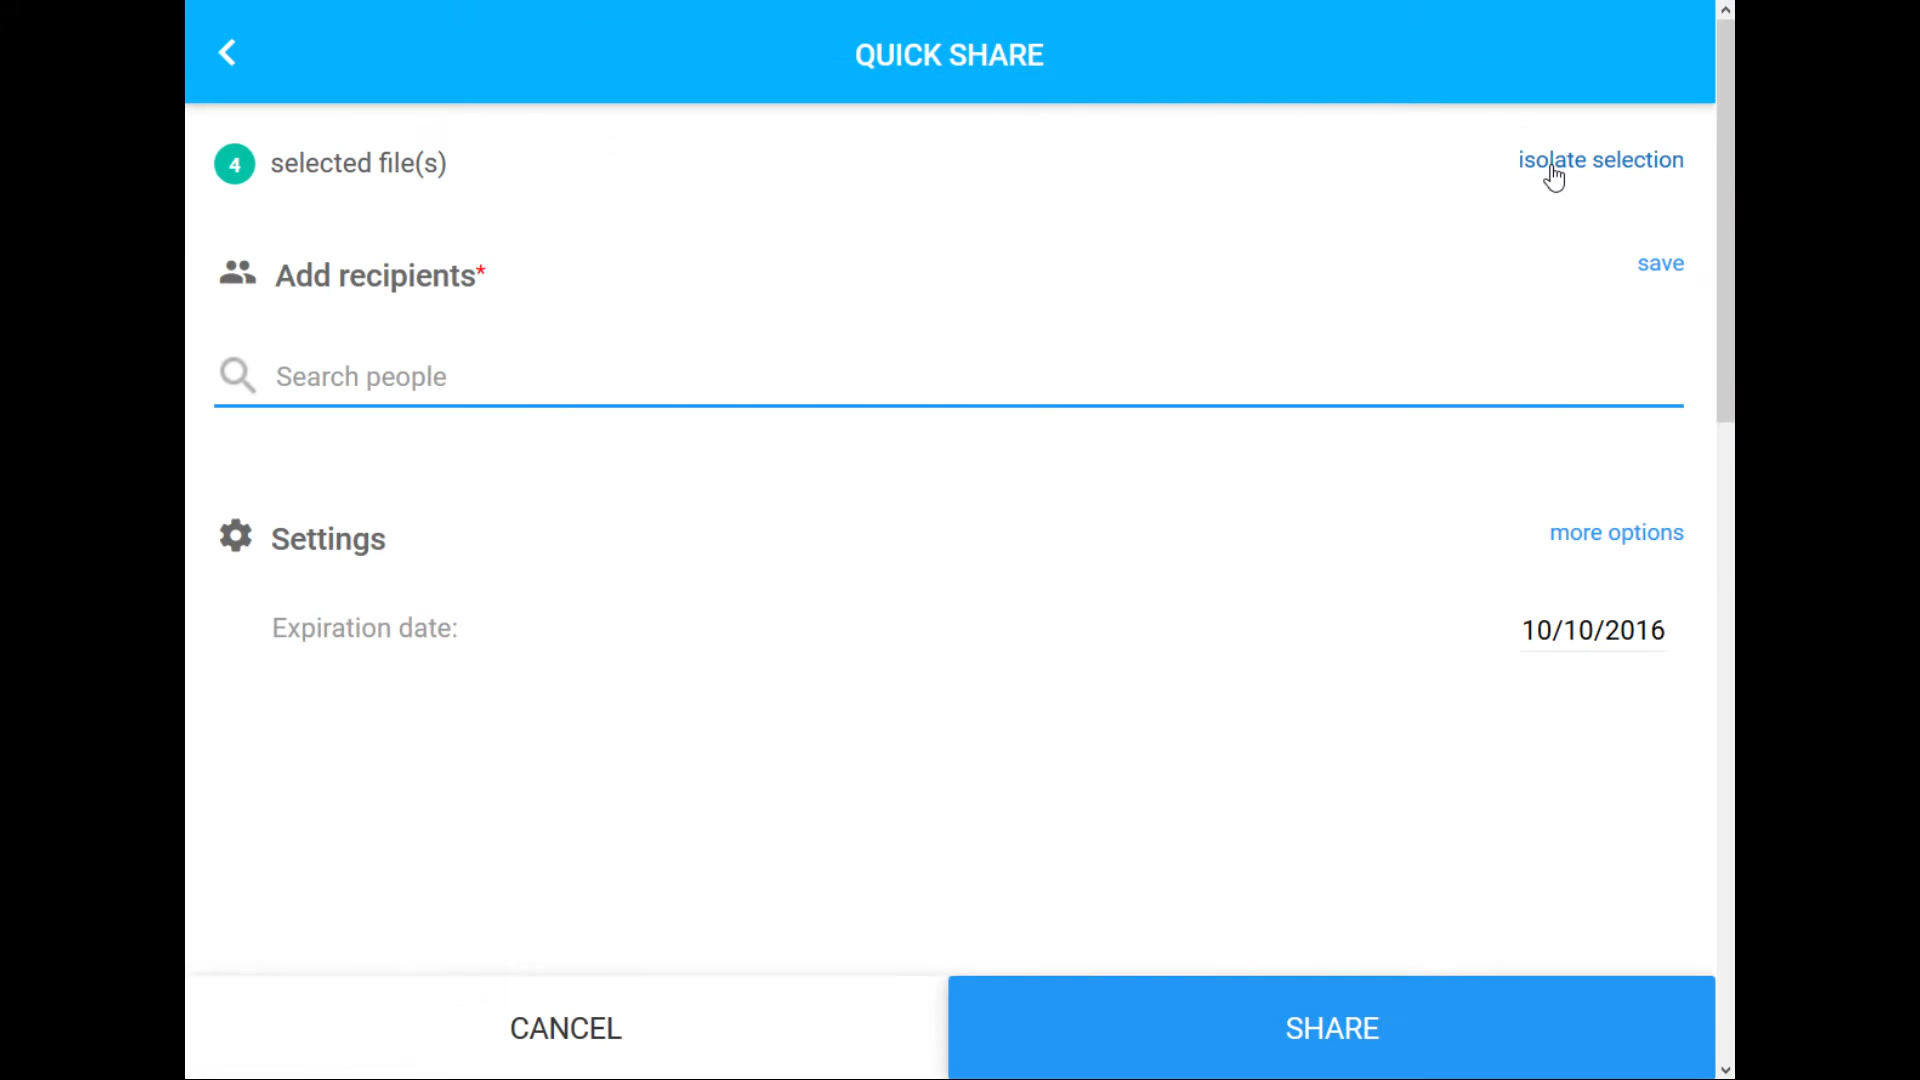 QUICK SHARE
4 selected file(s)
isolate selection
Add recipients*
save
Search people
Settings
more options
Expiration date:
10/10/2016
CANCEL
SHARE